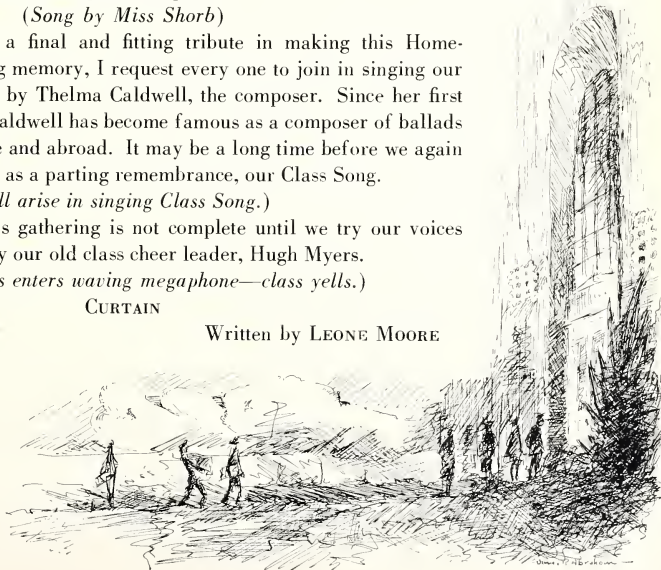 (Song by Miss Shorb)
a final and fitting tribute in making this Home-
g memory, I request every one to join in singing our
by Thelma Caldwell, the composer. Since her first
aldwell has become famous as a composer of ballads
e and abroad. It may be a long time before we again
as a parting remembrance, our Class Song.
ll arise in singing Class Song.)
s gathering is not complete until we try our voices
y our old class cheer leader, Hugh Myers.
s enters waving megaphone—class yells.)
CURTAIN
Written by LEONE MOORE